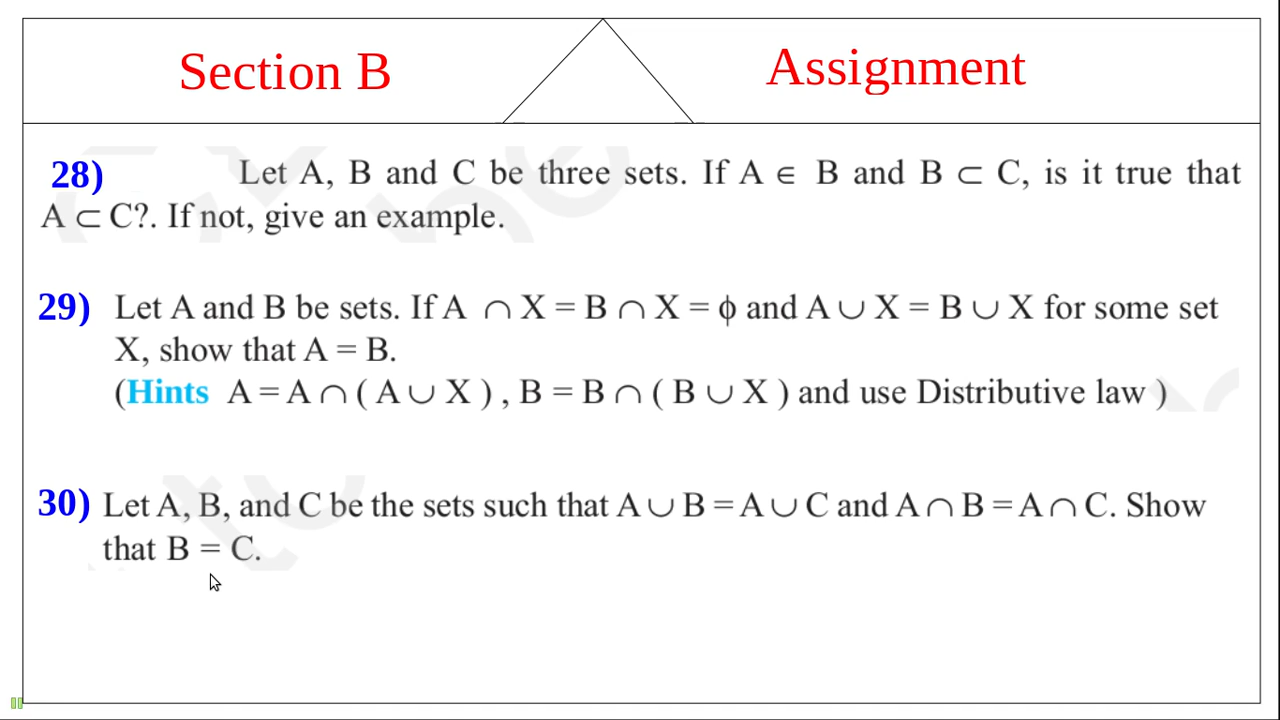 Section B
Assignment
28) Let A, B and C be three sets. If A ∈ B and B ⊂ C, is it true that
A ⊂ C?. If not, give an example.
29) Let A and B be sets. If A ∩ X = B ∩ X = ϕ and A ∪ X = B ∪ X for some set
X, show that A = B.
(Hints A = A ∩ ( A ∪ X ) , B = B ∩ ( B ∪ X ) and use Distributive law )
30) Let A, B, and C be the sets such that A ∪ B = A ∪ C and A ∩ B = A ∩ C. Show
that B = C.